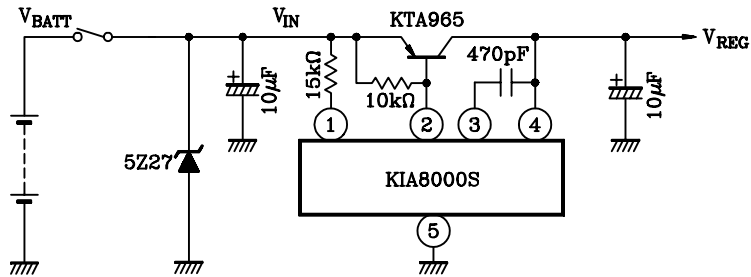 VBATT
VIN
KTA965
VREG
470pF
15kΩ
10kΩ
10μF
10μF
5Z27
1
2
3
4
KIA8000S
5